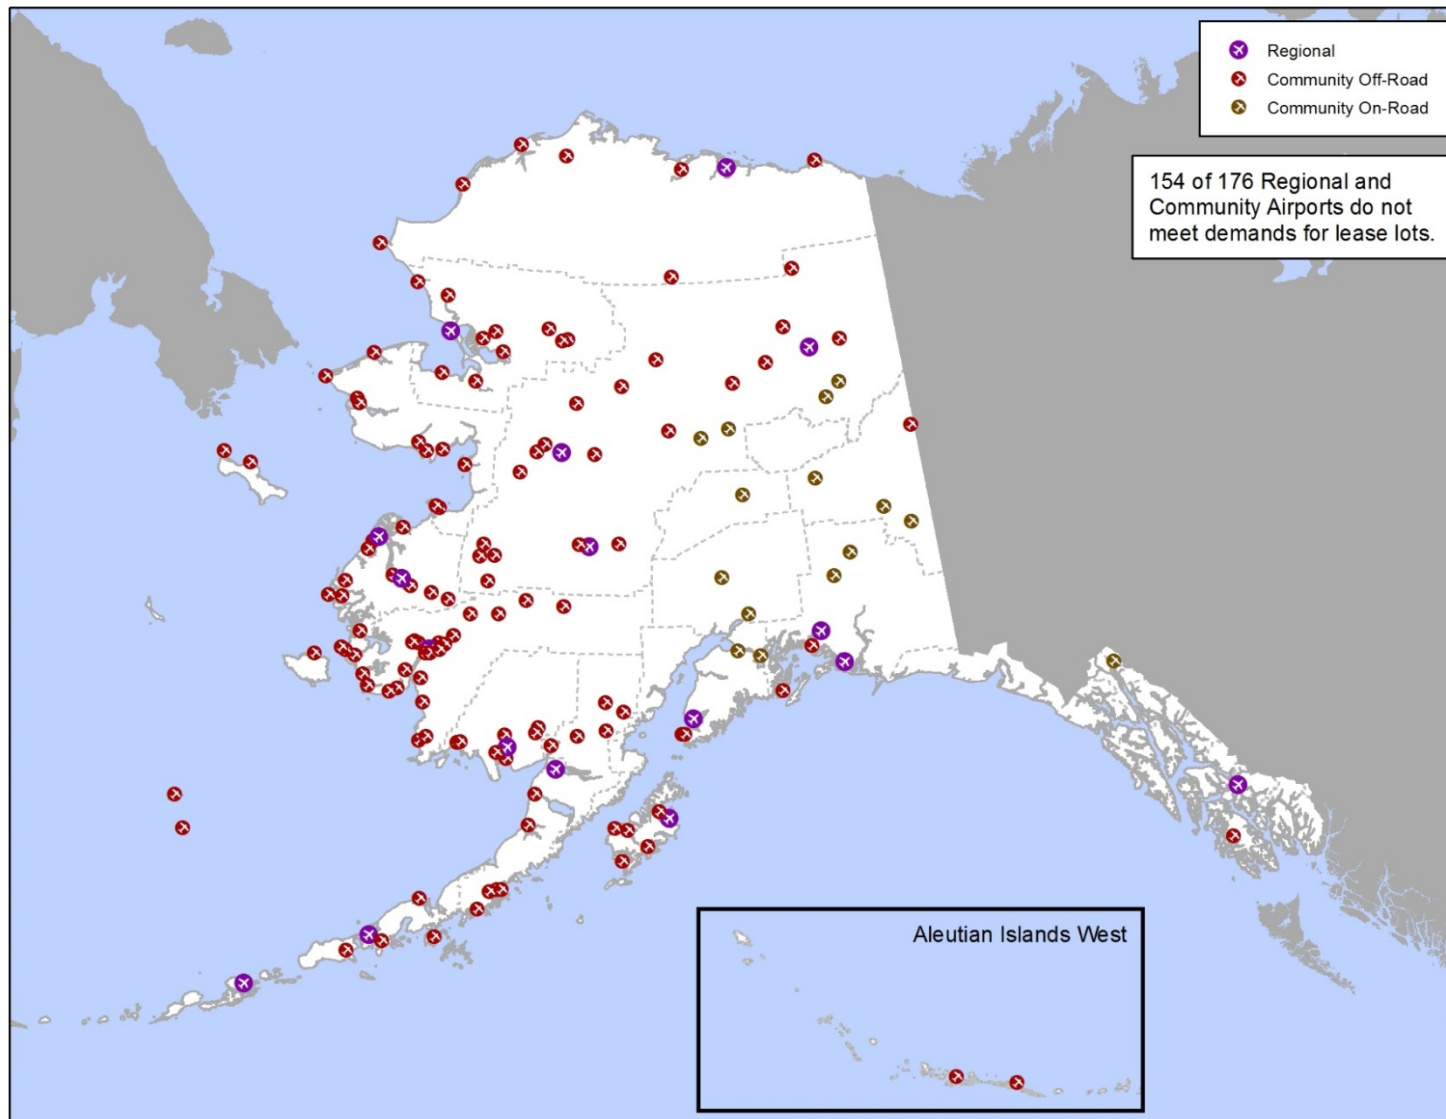 Regional
Community Off-Road
Community On-Road
154 of 176 Regional and
Community Airports do not
meet demands for lease lots.
Aleutian Islands West